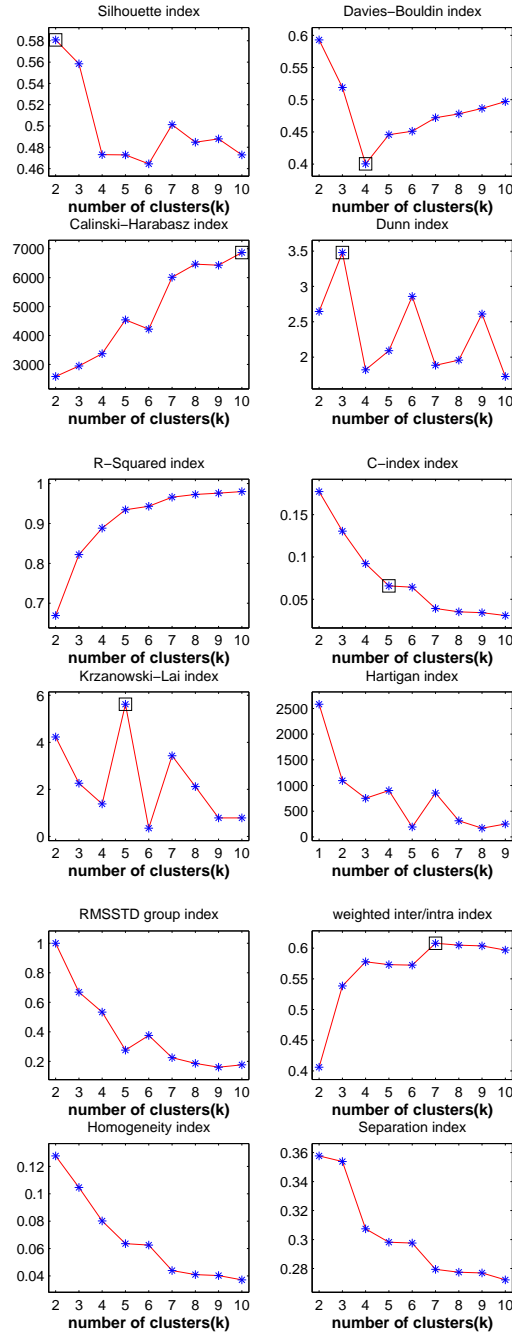 Silhouette index
0.58
0.56
0.54
0.52
0.5
0.48
0.46
2 3 4 5 6 7 8 9 10
number of clusters(k)
Davies−Bouldin index
0.6
0.55
0.5
0.45
0.4
2 3 4 5 6 7 8 9 10
number of clusters(k)
Calinski−Harabasz index
7000
6000
5000
4000
3000
2 3 4 5 6 7 8 9 10
number of clusters(k)
Dunn index
3.5
3
2.5
2
2 3 4 5 6 7 8 9 10
number of clusters(k)
R−Squared index
1
0.9
0.8
0.7
2 3 4 5 6 7 8 9 10
number of clusters(k)
C−index index
0.15
0.1
0.05
1 2 3 4 5 6 7 8 9
number of clusters(k)
Krzanowski−Lai index
6
4
2
0
2 3 4 5 6 7 8 9 10
number of clusters(k)
Hartigan index
2500
2000
1500
1000
500
0
1 2 3 4 5 6 7 8 9
number of clusters(k)
RMSSTD group index
1
0.8
0.6
0.4
0.2
2 3 4 5 6 7 8 9 10
number of clusters(k)
weighted inter/intra index
0.6
0.55
0.5
0.45
0.4
2 3 4 5 6 7 8 9 10
number of clusters(k)
Homogeneity index
0.12
0.1
0.08
0.06
0.04
2 3 4 5 6 7 8 9 10
number of clusters(k)
Separation index
0.36
0.34
0.32
0.3
0.28
2 3 4 5 6 7 8 9 10
number of clusters(k)